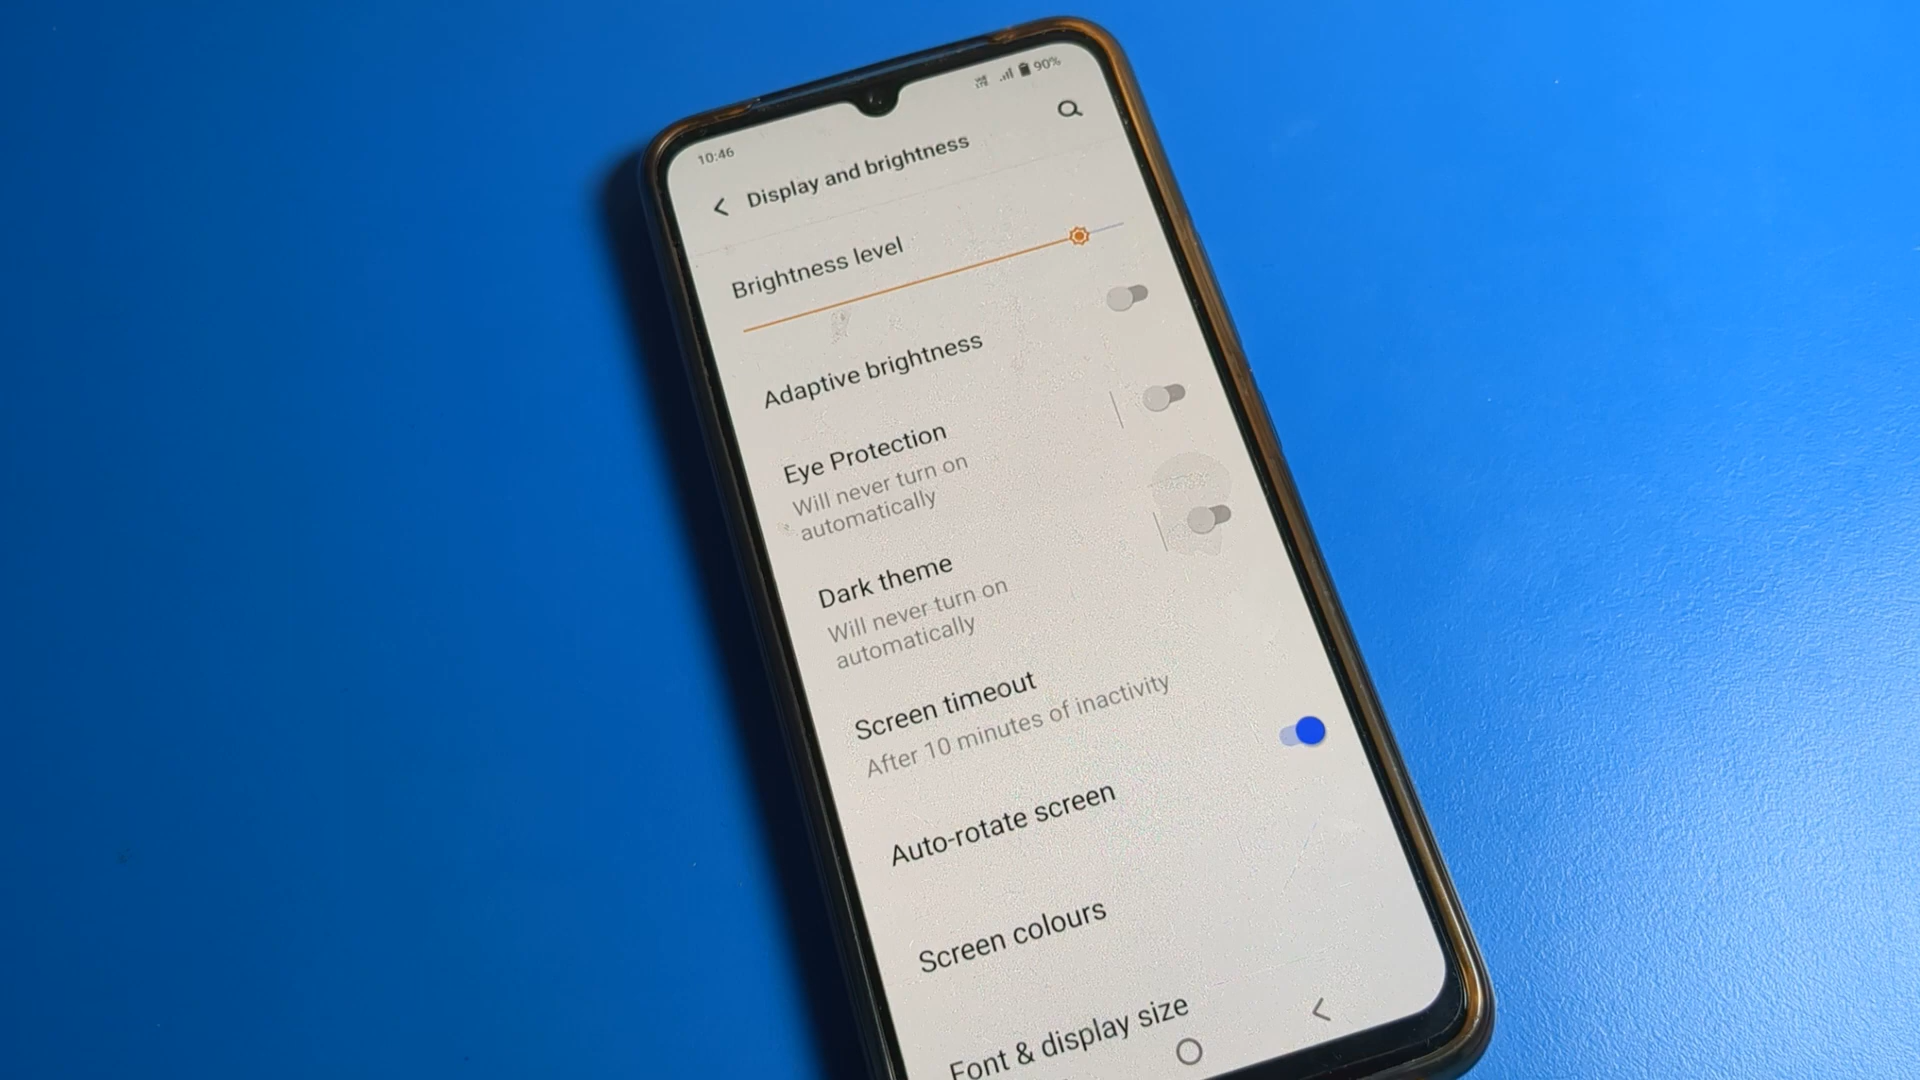 10:46
90%
Display and brightness
Brightness level
Adaptive brightness
Eye Protection
Will never turn on
automatically
Dark theme
Will never turn on
automatically
Screen timeout
After 10 minutes of inactivity
Auto-rotate screen
Screen colours
Font & display size